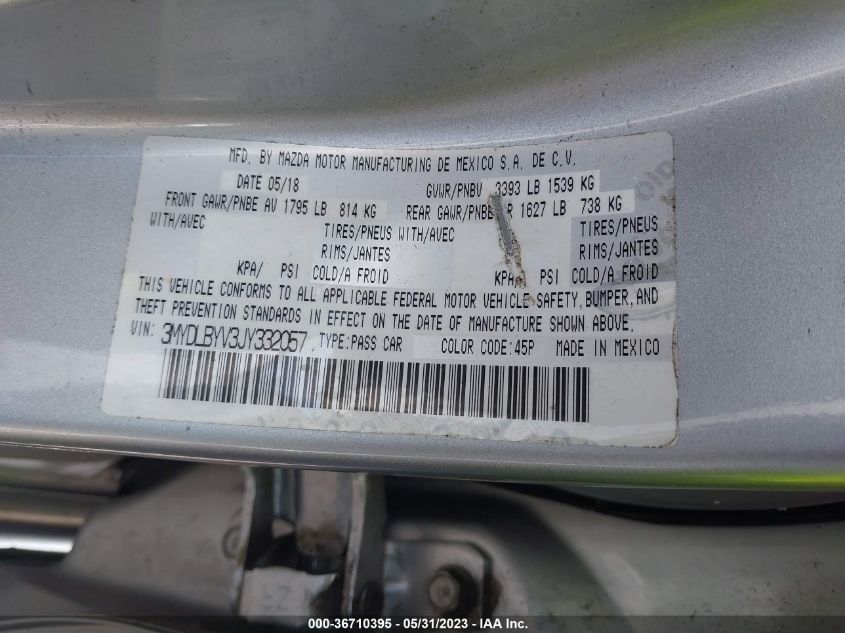 MFD. BY MAZDA MOTOR MANUFACTURING DE MEXICO S.A. DE C.V.
DATE 05/18 GVWR/PNBV 3393 LB 1539 KG
FRONT GAWR/PNBE AV 1795 LB 814 KG REAR GAWR/PNBE AR 1627 LB 738 KG
WITH/AVEC TIRES/PNEUS WITH/AVEC TIRES/PNEUS
RIMS/JANTES RIMS/JANTES
KPA/ PSI COLD/A FROID KPA/ PSI COLD/A FROID
THIS VEHICLE CONFORMS TO ALL APPLICABLE FEDERAL MOTOR VEHICLE SAFETY, BUMPER, AND
THEFT PREVENTION STANDARDS IN EFFECT ON THE DATE OF MANUFACTURE SHOWN ABOVE.
VIN: 3MYDLBYV3JY332057 TYPE:PASS CAR COLOR CODE:45P MADE IN MEXICO
000-36710395 - 05/31/2023 - IAA Inc.